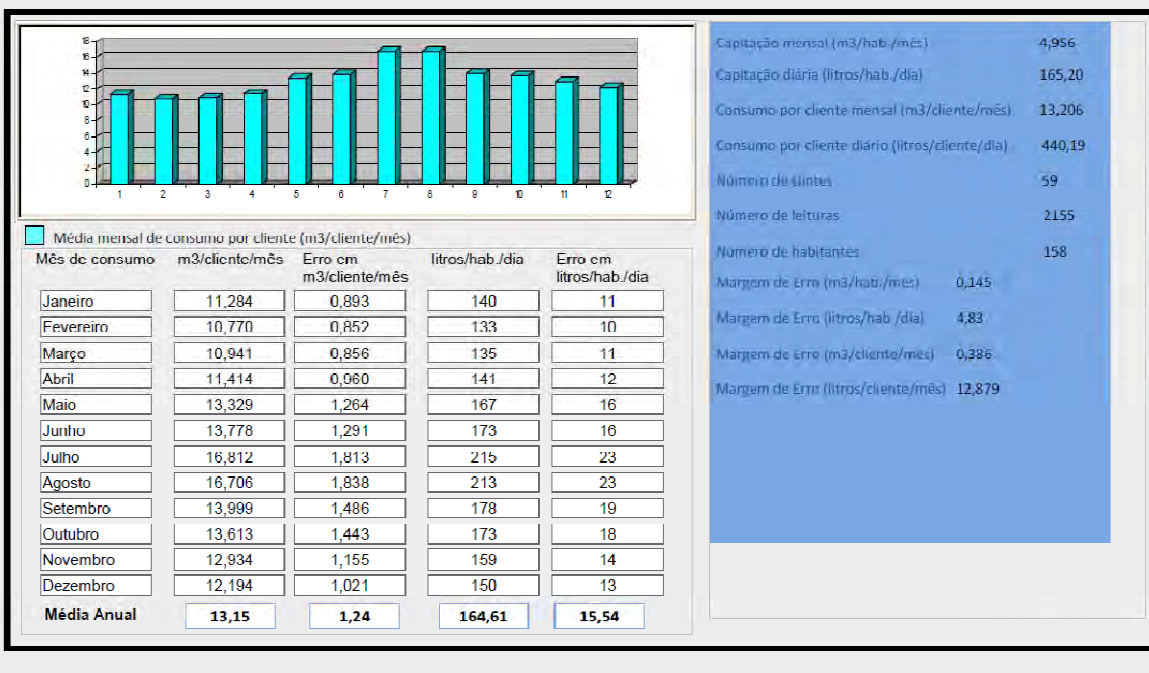 18
16
14
12
10
8
6
4
2
0
1 2 3 4 5 6 7 8 9 10 11 12
Média mensal de consumo por cliente (m3/cliente/mês)
Mês de consumo m3/cliente/mês Erro em m3/cliente/mês litros/hab./dia Erro em litros/hab./dia
Janeiro 11,284 0,893 140 11
Fevereiro 10,770 0,852 133 10
Março 10,941 0,856 135 11
Abril 11,414 0,960 141 12
Maio 13,329 1,264 167 16
Junho 13,778 1,291 173 16
Julho 16,812 1,813 215 23
Agosto 16,706 1,838 213 23
Setembro 13,999 1,486 178 19
Outubro 13,613 1,443 173 18
Novembro 12,934 1,155 159 14
Dezembro 12,194 1,021 150 13
Média Anual 13,15 1,24 164,61 15,54
Capitação mensal (m3/hab./mês) 4,956
Capitação diária (litros/hab./dia) 165,20
Consumo por cliente mensal (m3/cliente/mês) 13,206
Consumo por cliente diário (litros/cliente/dia) 440,19
Número de clintes 59
Número de leituras 2155
Número de habitantes 158
Margem de Erro (m3/hab/mês) 0,145
Margem de Erro (litros/hab./dia) 4,83
Margem de Erro (m3/cliente/mês) 0,386
Margem de Erro (litros/cliente/mês) 12,879